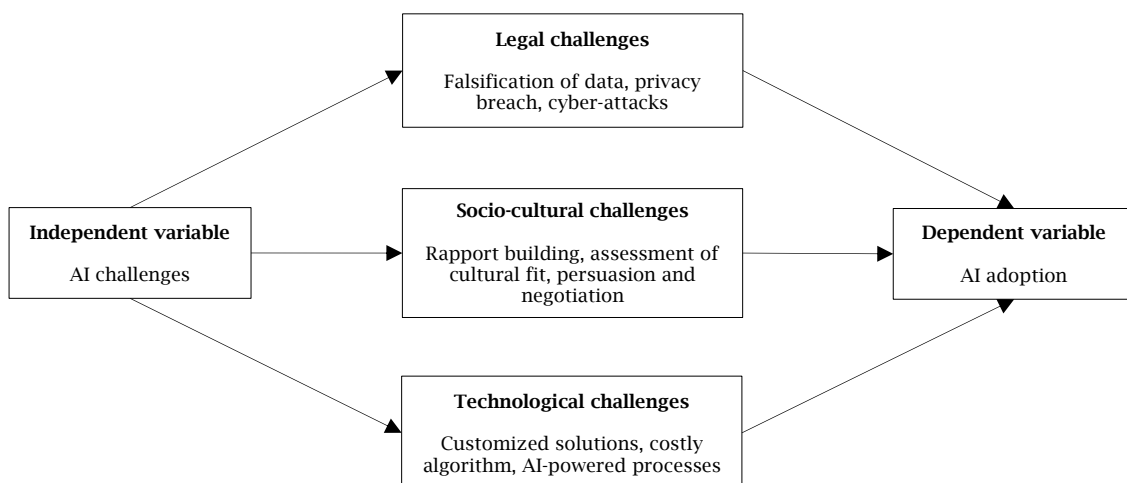 Legal challenges
Falsification of data, privacy
breach, cyber-attacks
Independent variable
AI challenges
Socio-cultural challenges
Rapport building, assessment of
cultural fit, persuasion and
negotiation
Dependent variable
AI adoption
Technological challenges
Customized solutions, costly
algorithm, AI-powered processes